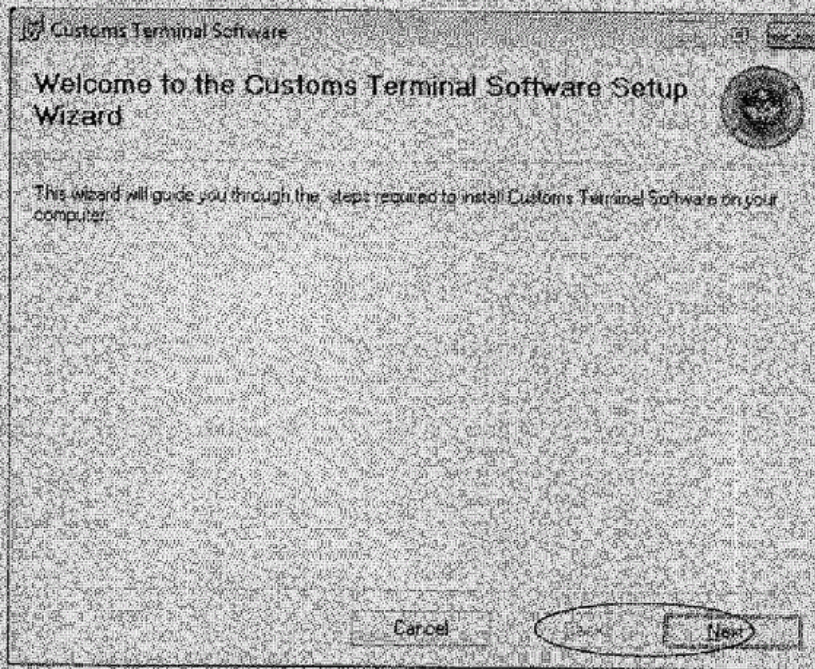 Customs Terminal Software
Welcome to the Customs Terminal Software Setup
Wizard
This wizard will guide you through the steps required to install Customs Terminal Software on your
computer.
Cancel
Next